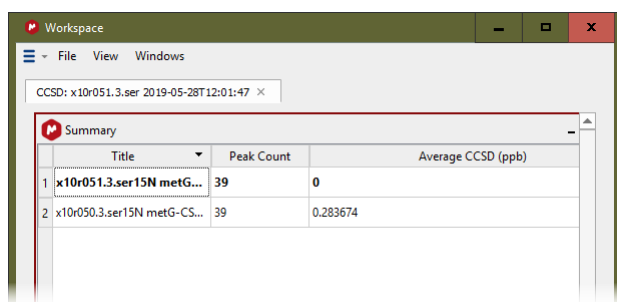 Workspace
File View Windows
CCSD: x10r051.3.ser 2019-05-28T12:01:47 ×
Summary
Title Peak Count Average CCSD (ppb)
1 x10r051.3.ser15N metG... 39 0
2 x10r050.3.ser15N metG-CS... 39 0.283674